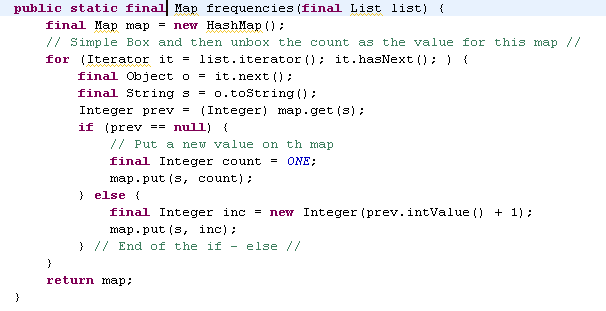 public static final Map frequencies(final List list) {
    final Map map = new HashMap();
    // Simple Box and then unbox the count as the value for this map //
    for (Iterator it = list.iterator(); it.hasNext(); ) {
        final Object o = it.next();
        final String s = o.toString();
        Integer prev = (Integer) map.get(s);
        if (prev == null) {
            // Put a new value on th map
            final Integer count = ONE;
            map.put(s, count);
        } else {
            final Integer inc = new Integer(prev.intValue() + 1);
            map.put(s, inc);
        } // End of the if - else //
    }
    return map;
}